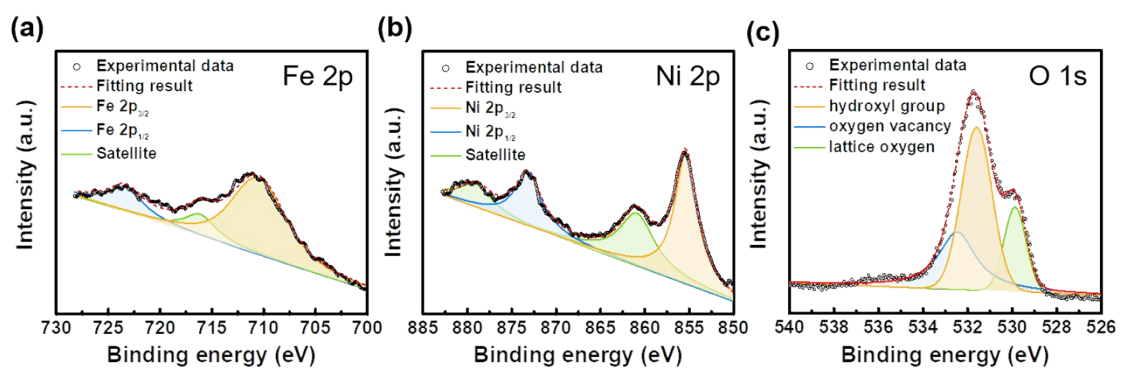 (a)
Experimental data
Fitting result
Fe 2p3/2
Fe 2p1/2
Satellite
Fe 2p
Intensity (a.u.)
730 725 720 715 710 705 700
Binding energy (eV)
(b)
Experimental data
Fitting result
Ni 2p3/2
Ni 2p1/2
Satellite
Ni 2p
Intensity (a.u.)
885 880 875 870 865 860 855 850
Binding energy (eV)
(c)
Experimental data
Fitting result
hydroxyl group
oxygen vacancy
lattice oxygen
O 1s
Intensity (a.u.)
540 538 536 534 532 530 528 526
Binding energy (eV)